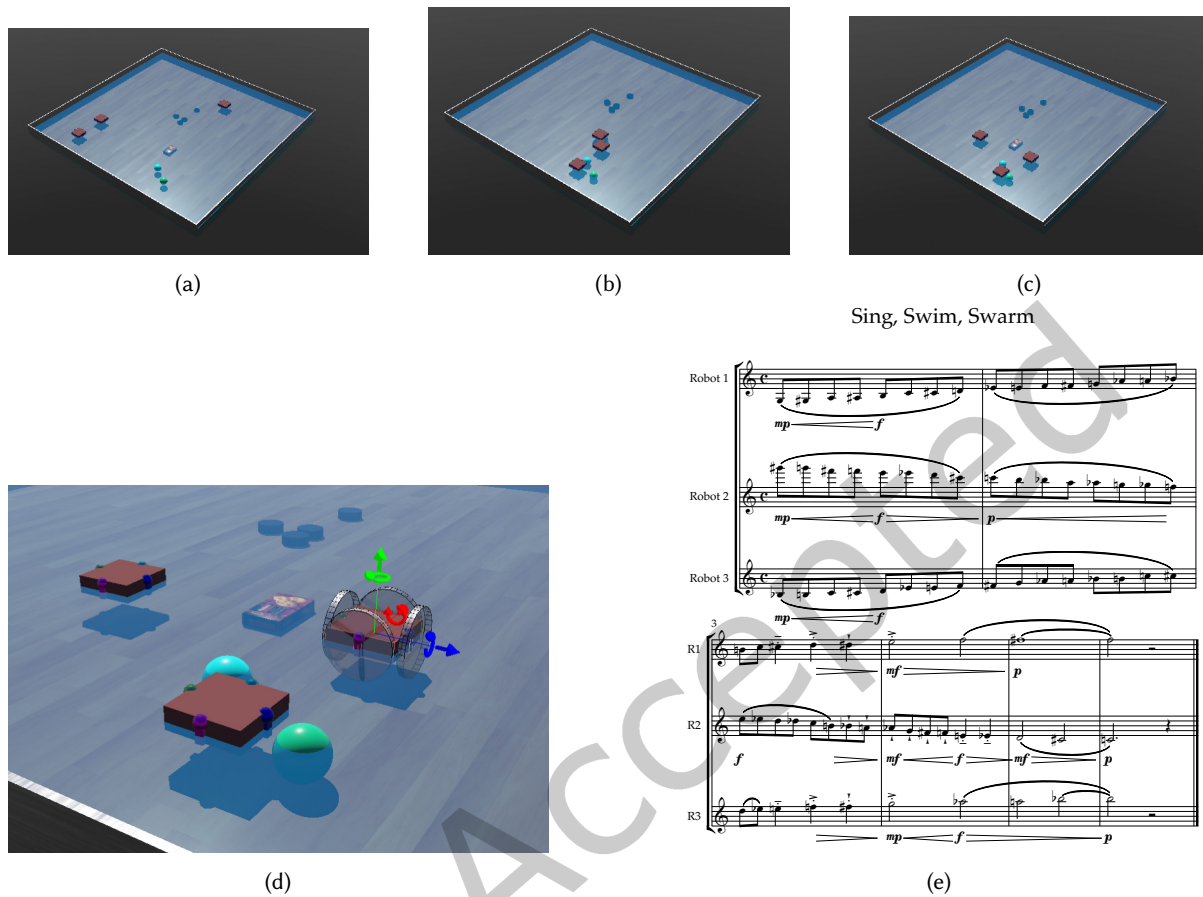 (a)
(b)
(c)
Sing, Swim, Swarm
Robot 1
mp f
Robot 2
mp f p
Robot 3
mp f
3
R1
mf p
R2
f mf f mf p
R3
mp f p
(d)
(e)
Accepted